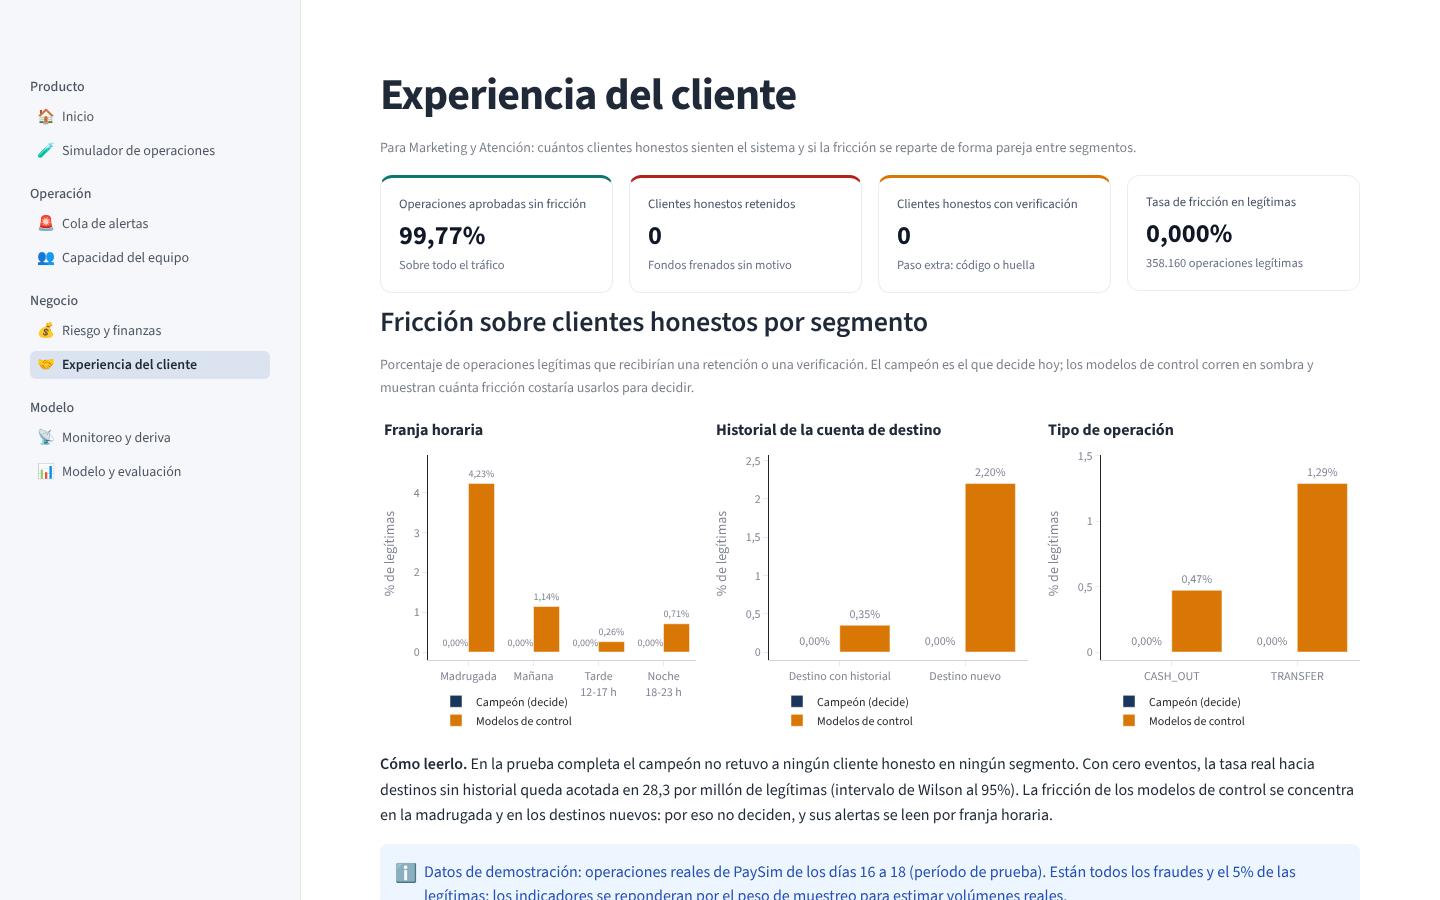 Producto
Inicio
Simulador de operaciones
Operación
Cola de alertas
Capacidad del equipo
Negocio
Riesgo y finanzas
Experiencia del cliente
Modelo
Monitoreo y deriva
Modelo y evaluación
Experiencia del cliente
Para Marketing y Atención: cuántos clientes honestos sienten el sistema y si la fricción se reparte de forma pareja entre segmentos.
Operaciones aprobadas sin fricción
99,77%
Sobre todo el tráfico
Clientes honestos retenidos
0
Fondos frenados sin motivo
Clientes honestos con verificación
0
Paso extra: código o huella
Tasa de fricción en legítimas
0,000%
358.160 operaciones legítimas
Fricción sobre clientes honestos por segmento
Porcentaje de operaciones legítimas que recibirían una retención o una verificación. El campeón es el que decide hoy; los modelos de control corren en sombra y
muestran cuánta fricción costaría usarlos para decidir.
Franja horaria
% de legítimas
4
3
2
1
0
0,00%
4,23%
0,00%
1,14%
0,00%
0,26%
0,00%
0,71%
Madrugada
Mañana
Tarde
12-17 h
Noche
18-23 h
Campeón (decide)
Modelos de control
Historial de la cuenta de destino
% de legítimas
2,5
2
1,5
1
0,5
0
0,00%
0,35%
0,00%
2,20%
Destino con historial
Destino nuevo
Campeón (decide)
Modelos de control
Tipo de operación
% de legítimas
1,5
1
0,5
0
0,00%
0,47%
0,00%
1,29%
CASH_OUT
TRANSFER
Campeón (decide)
Modelos de control
Cómo leerlo. En la prueba completa el campeón no retuvo a ningún cliente honesto en ningún segmento. Con cero eventos, la tasa real hacia
destinos sin historial queda acotada en 28,3 por millón de legítimas (intervalo de Wilson al 95%). La fricción de los modelos de control se concentra
en la madrugada y en los destinos nuevos: por eso no deciden, y sus alertas se leen por franja horaria.
Datos de demostración: operaciones reales de PaySim de los días 16 a 18 (período de prueba). Están todos los fraudes y el 5% de las
legítimas; los indicadores se reponderan por el peso de muestreo para estimar volúmenes reales.